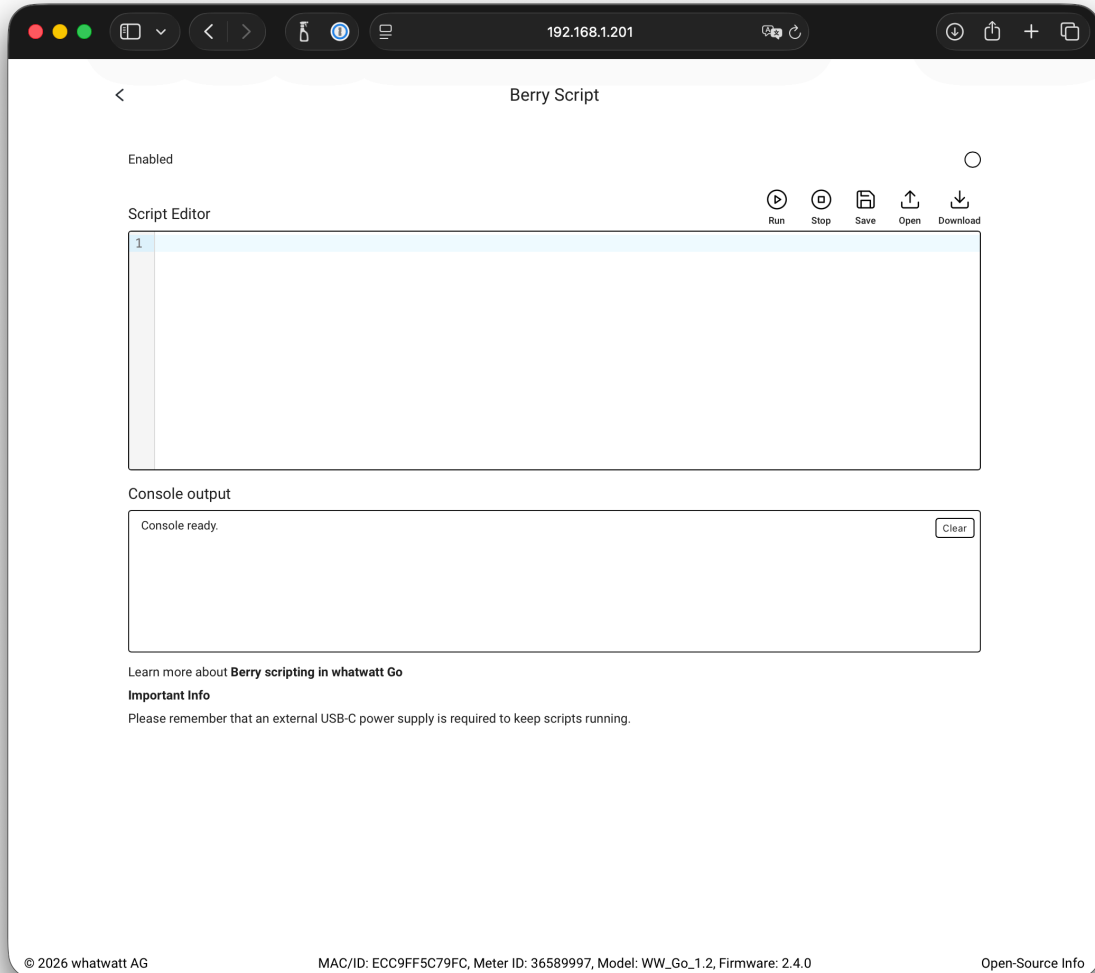 192.168.1.201
Berry Script
Enabled
Script Editor
Run Stop Save Open Download
1
Console output
Console ready.
Clear
Learn more about Berry scripting in whatwatt Go
Important Info
Please remember that an external USB-C power supply is required to keep scripts running.
© 2026 whatwatt AG MAC/ID: ECC9FF5C79FC, Meter ID: 36589997, Model: WW_Go_1.2, Firmware: 2.4.0 Open-Source Info